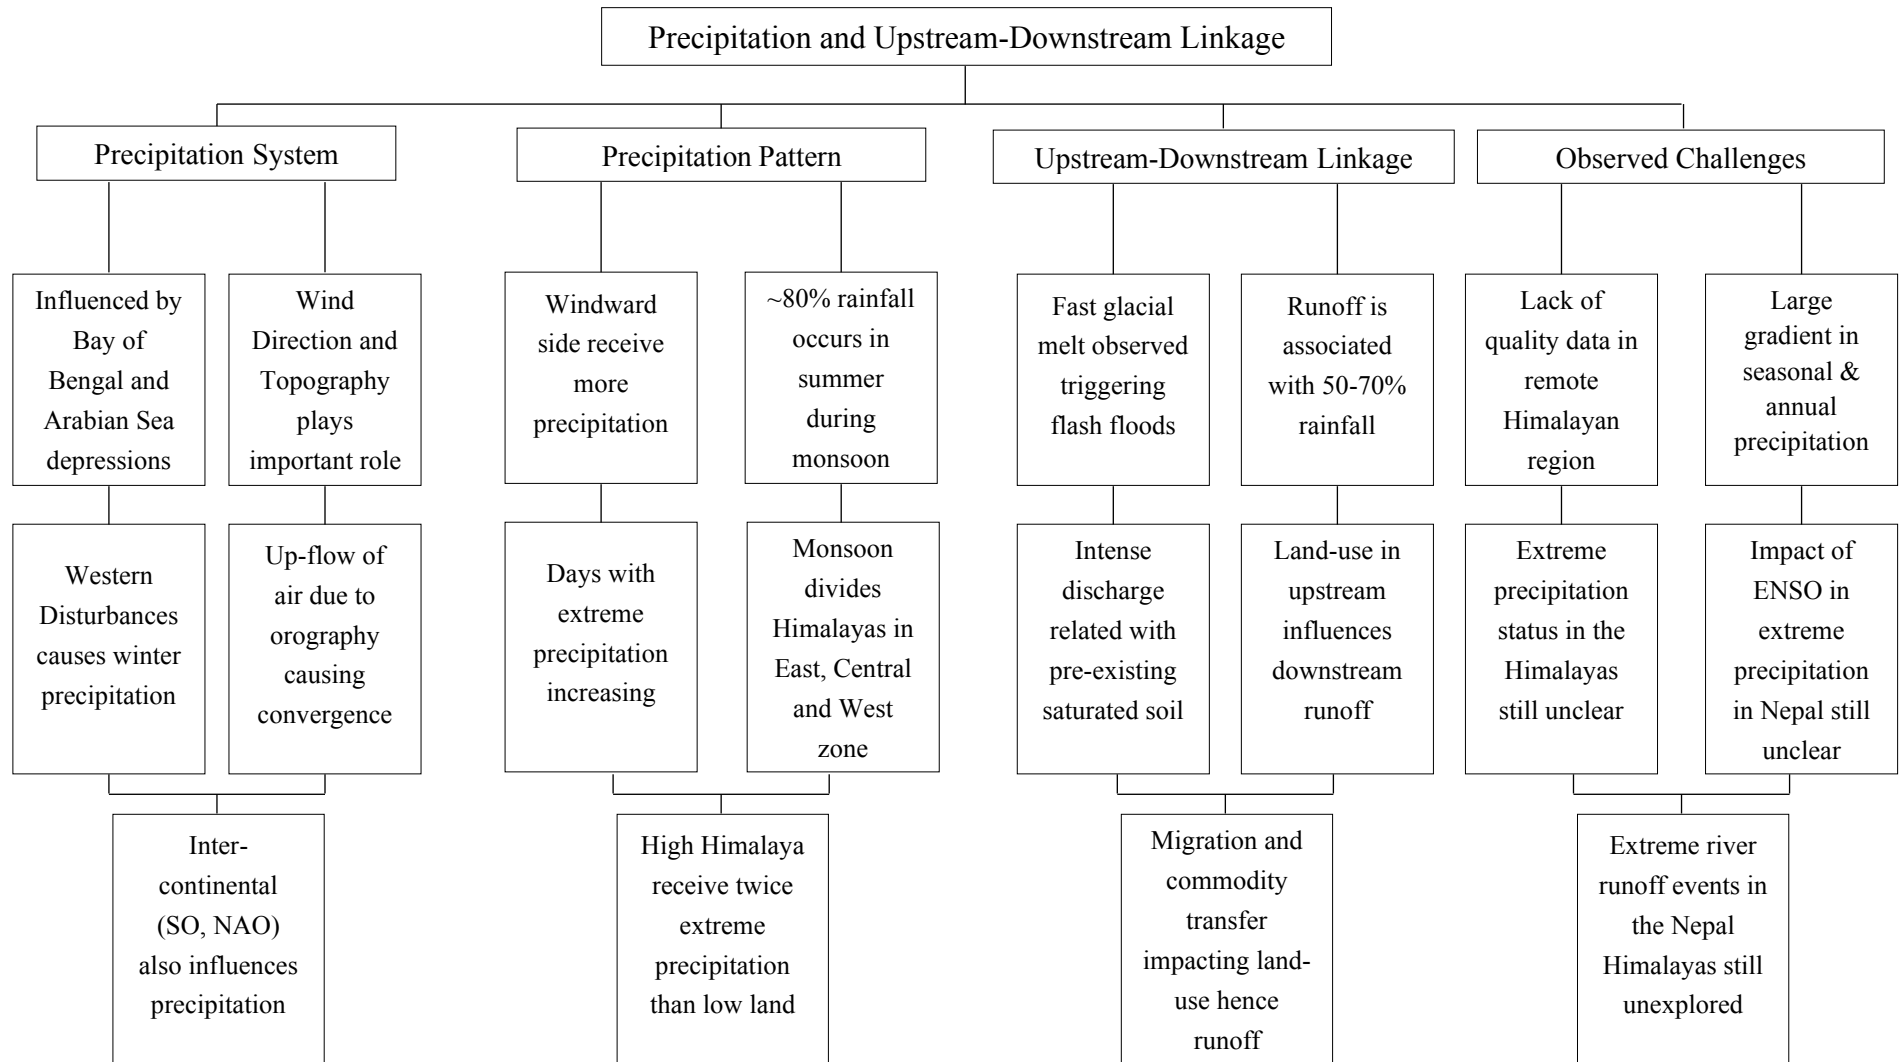 Precipitation and Upstream-Downstream Linkage
Precipitation System
Precipitation Pattern
Upstream-Downstream Linkage
Observed Challenges
Influenced by
Bay of
Bengal and
Arabian Sea
depressions
Wind
Direction and
Topography
plays
important role
Windward
side receive
more
precipitation
~80% rainfall
occurs in
summer
during
monsoon
Fast glacial
melt observed
triggering
flash floods
Runoff is
associated
with 50-70%
rainfall
Lack of
quality data in
remote
Himalayan
region
Large
gradient in
seasonal &
annual
precipitation
Western
Disturbances
causes winter
precipitation
Up-flow of
air due to
orography
causing
convergence
Days with
extreme
precipitation
increasing
Monsoon
divides
Himalayas in
East, Central
and West
zone
Intense
discharge
related with
pre-existing
saturated soil
Land-use in
upstream
influences
downstream
runoff
Extreme
precipitation
status in the
Himalayas
still unclear
Impact of
ENSO in
extreme
precipitation
in Nepal still
unclear
Inter-
continental
(SO, NAO)
also influences
precipitation
High Himalaya
receive twice
extreme
precipitation
than low land
Migration and
commodity
transfer
impacting land-
use hence
runoff
Extreme river
runoff events in
the Nepal
Himalayas still
unexplored